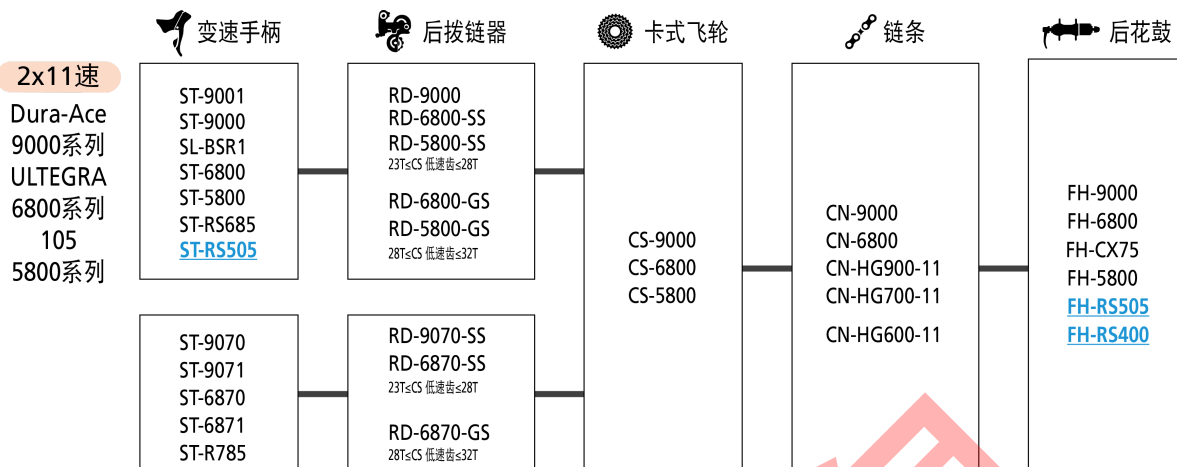 变速手柄
后拨链器
卡式飞轮
链条
后花鼓
2x11速
Dura-Ace
9000系列
ULTEGRA
6800系列
105
5800系列
ST-9001
ST-9000
SL-BSR1
ST-6800
ST-5800
ST-RS685
ST-RS505
RD-9000
RD-6800-SS
RD-5800-SS
23T≤CS 低速齿≤28T
RD-6800-GS
RD-5800-GS
28T≤CS 低速齿≤32T
ST-9070
ST-9071
ST-6870
ST-6871
ST-R785
RD-9070-SS
RD-6870-SS
23T≤CS 低速齿≤28T
RD-6870-GS
28T≤CS 低速齿≤32T
CS-9000
CS-6800
CS-5800
CN-9000
CN-6800
CN-HG900-11
CN-HG700-11
CN-HG600-11
FH-9000
FH-6800
FH-CX75
FH-5800
FH-RS505
FH-RS400